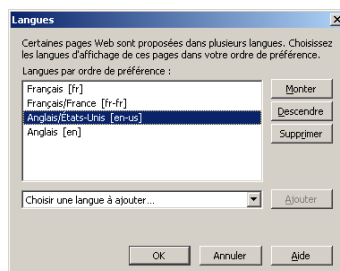 Langues
Certaines pages Web sont proposées dans plusieurs langues. Choisissez
les langues d'affichage de ces pages dans votre ordre de préférence.
Langues par ordre de préférence :
Français [fr]
Français/France [fr-fr]
Anglais/États-Unis [en-us]
Anglais [en]
Monter
Descendre
Supprimer
Choisir une langue à ajouter...
Ajouter
OK
Annuler
Aide